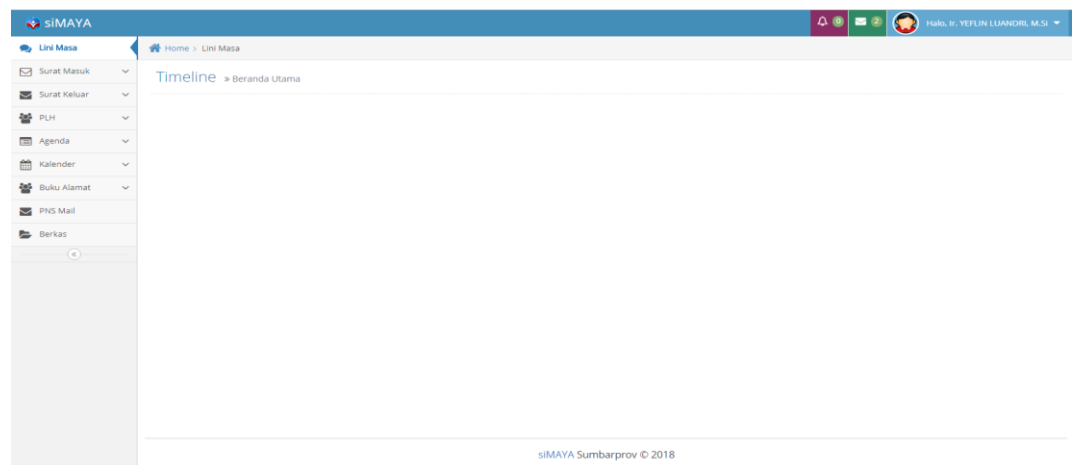 siMAYA
0
2
Halo, Ir. YEFLIN LUANDRI, M.Si
Lini Masa
Home > Lini Masa
Surat Masuk
Timeline » Beranda Utama
Surat Keluar
PLH
Agenda
Kalender
Buku Alamat
PNS Mail
Berkas
siMAYA Sumbarprov © 2018